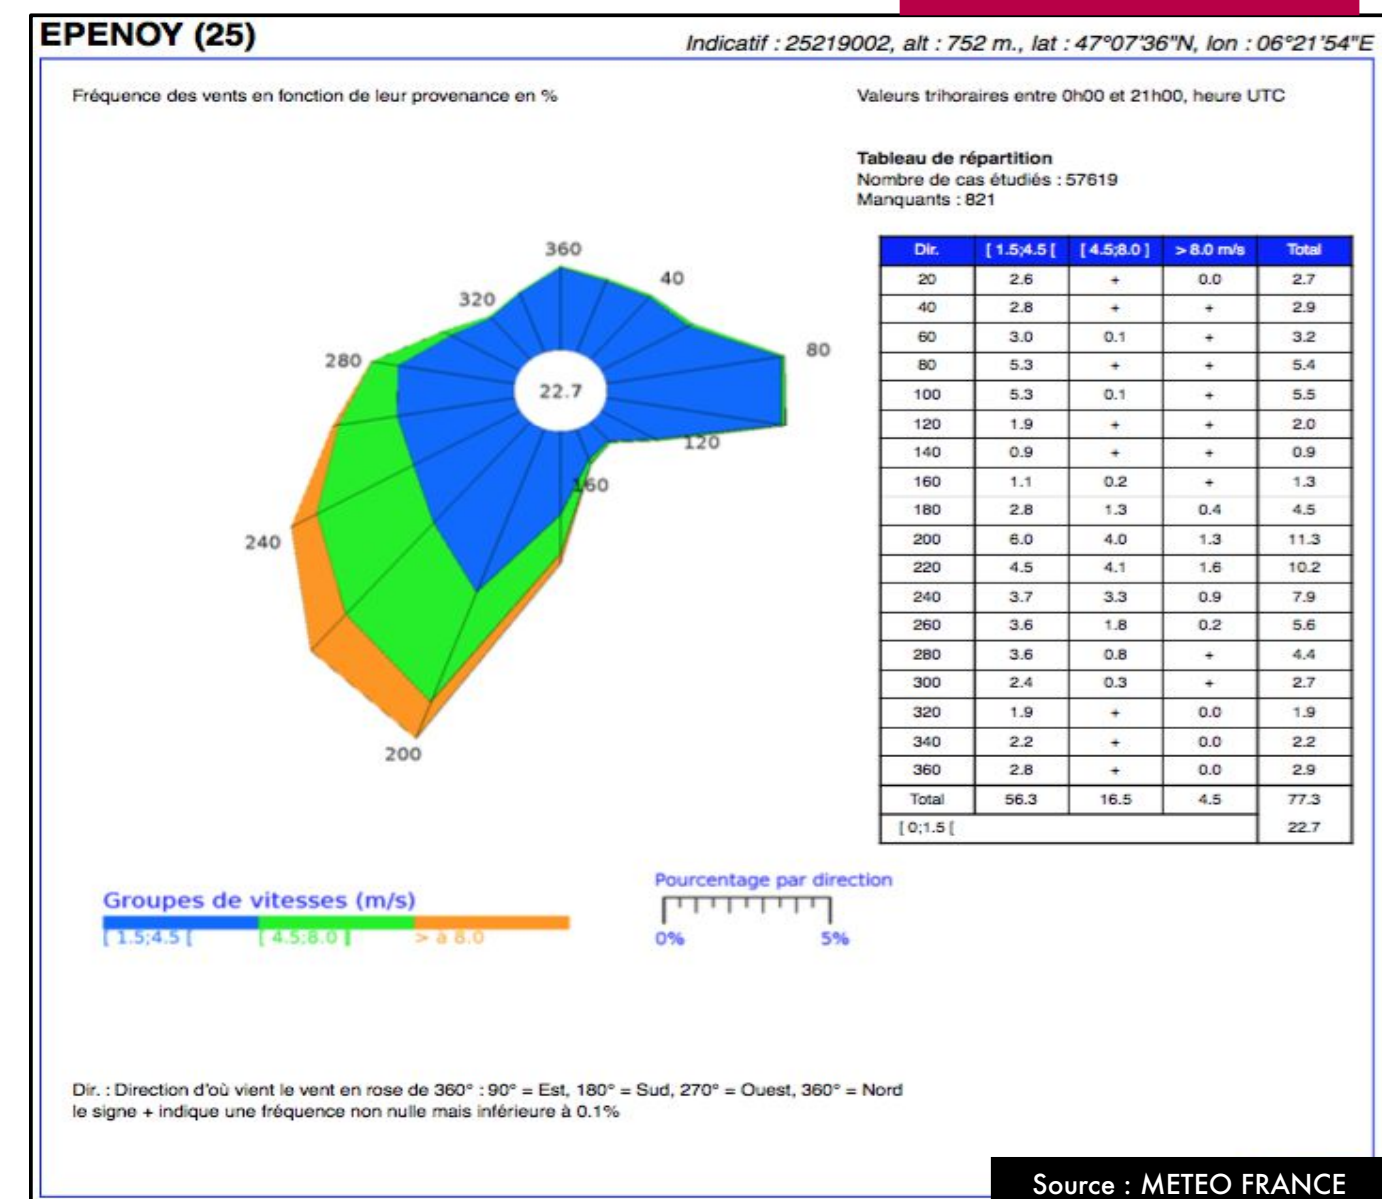 EPENOY (25)
Indicatif : 25219002, alt : 752 m., lat : 47°07'36"N, lon : 06°21'54"E
Fréquence des vents en fonction de leur provenance en %
Valeurs trihoraires entre 0h00 et 21h00, heure UTC
Tableau de répartition
Nombre de cas étudiés : 57619
Manquants : 821
360
40
320
80
280
22.7
120
160
240
200
Dir. [ 1.5;4.5 [ [ 4.5;8.0 ] > 8.0 m/s Total
20 2.6 + 0.0 2.7
40 2.8 + + 2.9
60 3.0 0.1 + 3.2
80 5.3 + + 5.4
100 5.3 0.1 + 5.5
120 1.9 + + 2.0
140 0.9 + + 0.9
160 1.1 0.2 + 1.3
180 2.8 1.3 0.4 4.5
200 6.0 4.0 1.3 11.3
220 4.5 4.1 1.6 10.2
240 3.7 3.3 0.9 7.9
260 3.6 1.8 0.2 5.6
280 3.6 0.8 + 4.4
300 2.4 0.3 + 2.7
320 1.9 + 0.0 1.9
340 2.2 + 0.0 2.2
360 2.8 + 0.0 2.9
Total 56.3 16.5 4.5 77.3
[ 0;1.5 [ 22.7
Groupes de vitesses (m/s)
[ 1.5;4.5 [ [ 4.5;8.0 ] > à 8.0
Pourcentage par direction
0% 5%
Dir. : Direction d'où vient le vent en rose de 360° : 90° = Est, 180° = Sud, 270° = Ouest, 360° = Nord
le signe + indique une fréquence non nulle mais inférieure à 0.1%
Source : METEO FRANCE